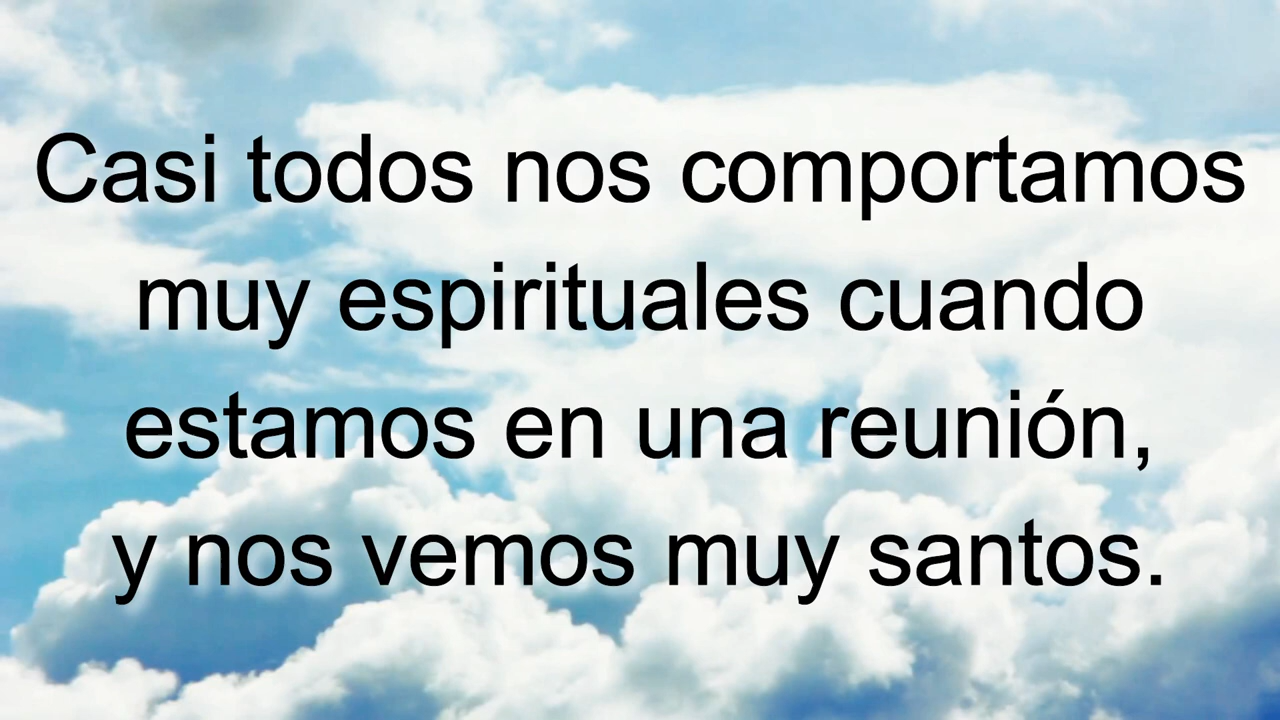 Casi todos nos comportamos
muy espirituales cuando
estamos en una reunión,
y nos vemos muy santos.